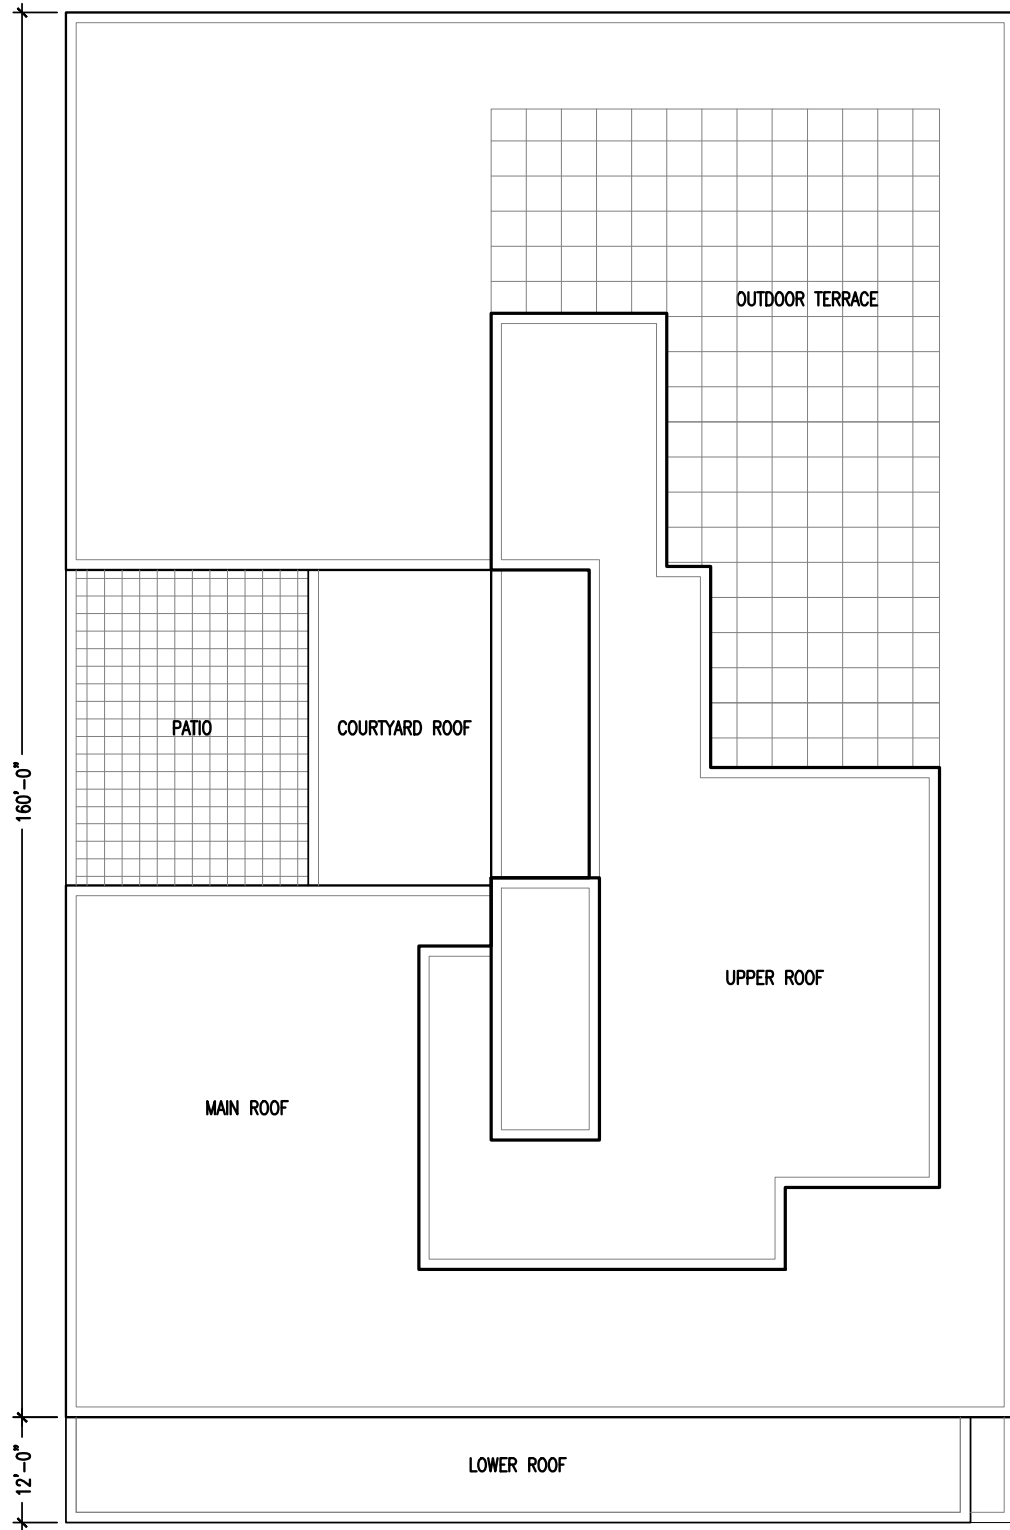 OUTDOOR TERRACE
PATIO
COURTYARD ROOF
160'-0"
UPPER ROOF
MAIN ROOF
LOWER ROOF
12'-0"